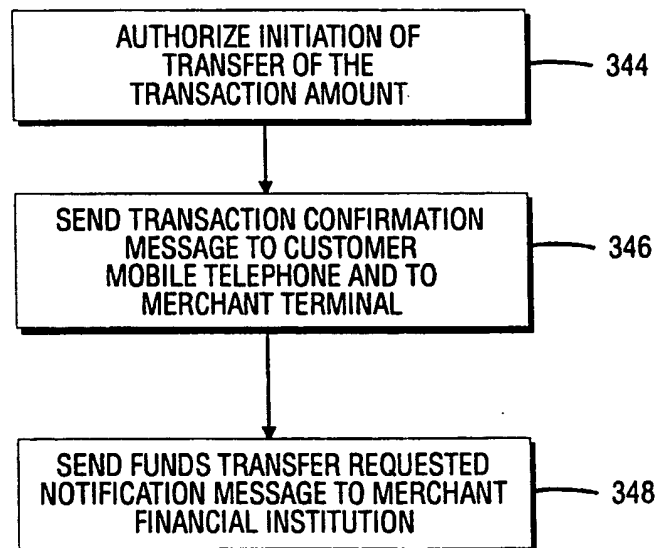 AUTHORIZE INITIATION OF
TRANSFER OF THE
TRANSACTION AMOUNT
344
SEND TRANSACTION CONFIRMATION
MESSAGE TO CUSTOMER
MOBILE TELEPHONE AND TO
MERCHANT TERMINAL
346
SEND FUNDS TRANSFER REQUESTED
NOTIFICATION MESSAGE TO MERCHANT
FINANCIAL INSTITUTION
348